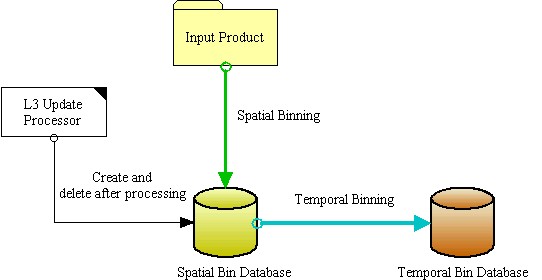 Input Product
L3 Update
Processor
Spatial Binning
Create and
delete after processing
Temporal Binning
Spatial Bin Database
Temporal Bin Database